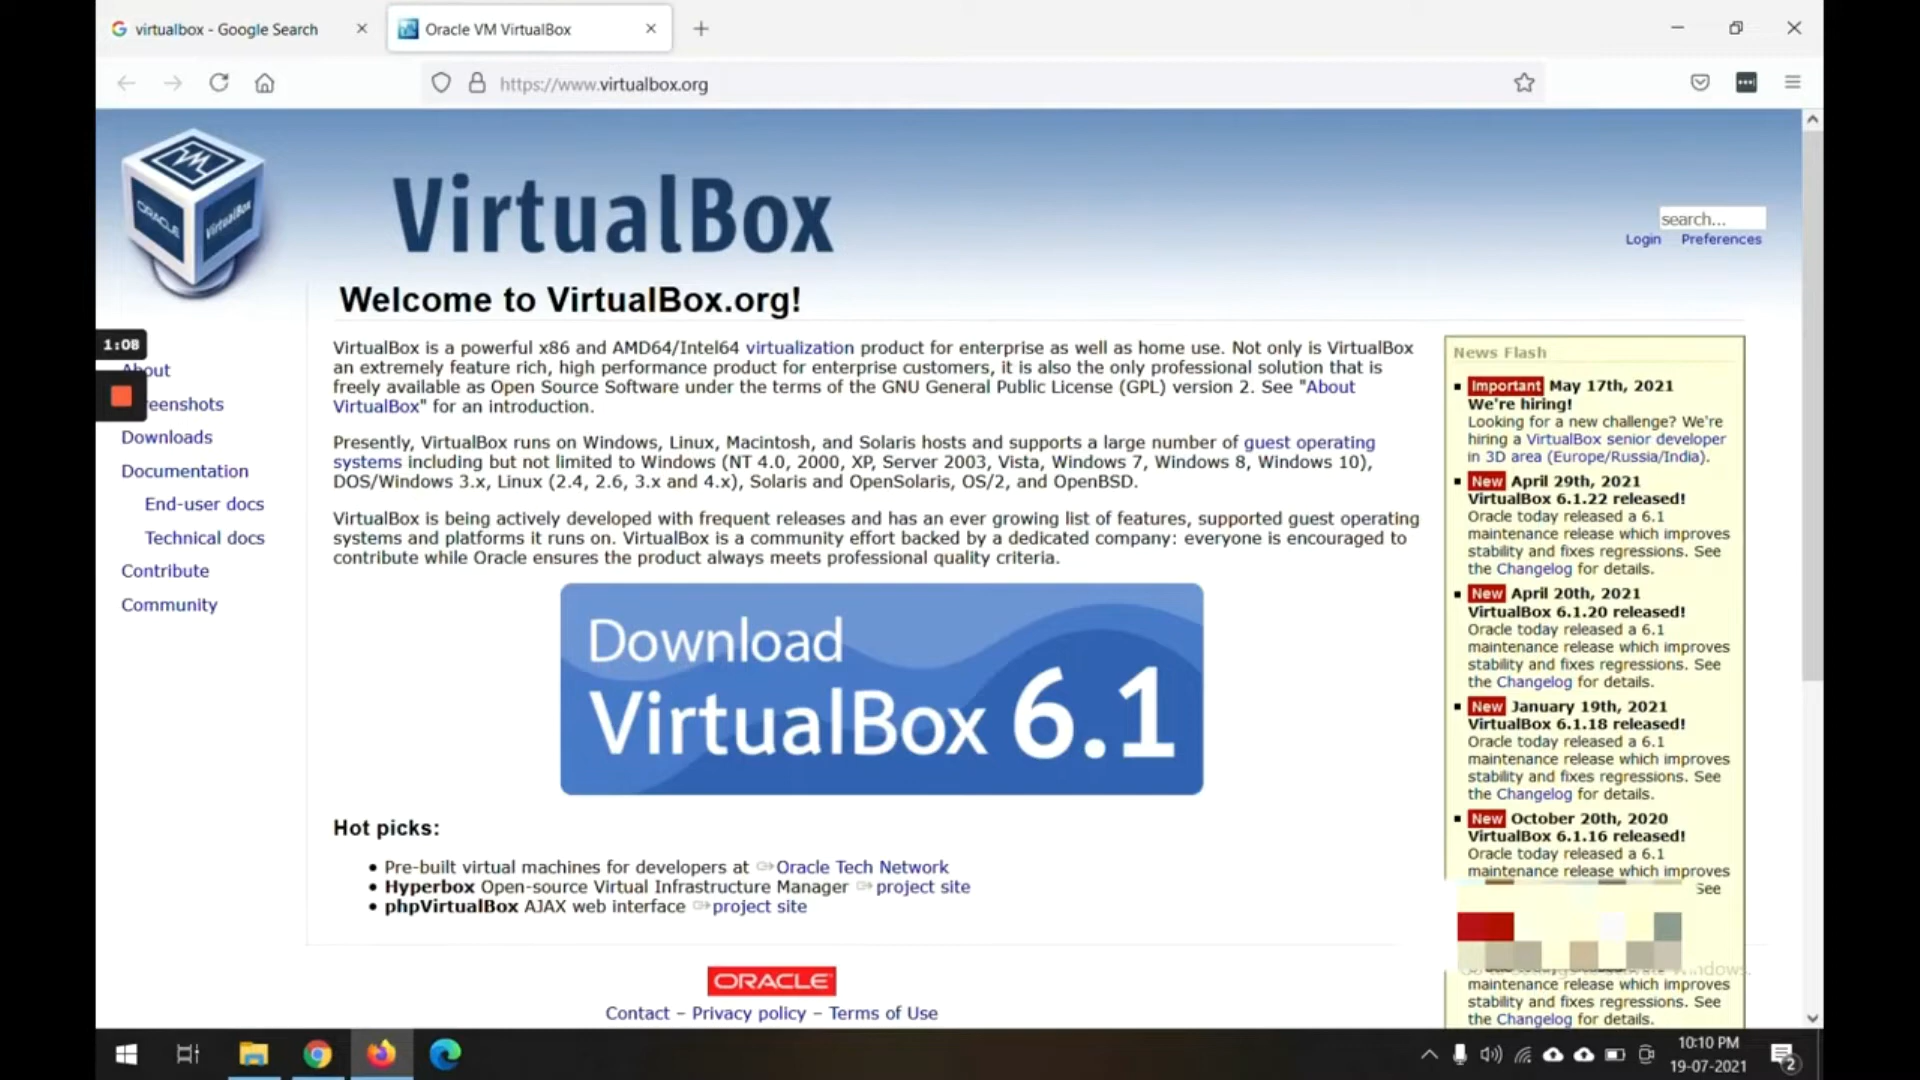 virtualbox - Google Search
Oracle VM VirtualBox
https://www.virtualbox.org
ORACLE
VirtualBox
VirtualBox
search...
Login Preferences
Welcome to VirtualBox.org!
1:08
About
eenshots
Downloads
Documentation
End-user docs
Technical docs
Contribute
Community
VirtualBox is a powerful x86 and AMD64/Intel64 virtualization product for enterprise as well as home use. Not only is VirtualBox
an extremely feature rich, high performance product for enterprise customers, it is also the only professional solution that is
freely available as Open Source Software under the terms of the GNU General Public License (GPL) version 2. See "About
VirtualBox" for an introduction.
Presently, VirtualBox runs on Windows, Linux, Macintosh, and Solaris hosts and supports a large number of guest operating
systems including but not limited to Windows (NT 4.0, 2000, XP, Server 2003, Vista, Windows 7, Windows 8, Windows 10),
DOS/Windows 3.x, Linux (2.4, 2.6, 3.x and 4.x), Solaris and OpenSolaris, OS/2, and OpenBSD.
VirtualBox is being actively developed with frequent releases and has an ever growing list of features, supported guest operating
systems and platforms it runs on. VirtualBox is a community effort backed by a dedicated company: everyone is encouraged to
contribute while Oracle ensures the product always meets professional quality criteria.
Download
VirtualBox 6.1
Hot picks:
Pre-built virtual machines for developers at Oracle Tech Network
Hyperbox Open-source Virtual Infrastructure Manager project site
phpVirtualBox AJAX web interface project site
ORACLE
Contact – Privacy policy – Terms of Use
News Flash
Important May 17th, 2021
We're hiring!
Looking for a new challenge? We're
hiring a VirtualBox senior developer
in 3D area (Europe/Russia/India).
New April 29th, 2021
VirtualBox 6.1.22 released!
Oracle today released a 6.1
maintenance release which improves
stability and fixes regressions. See
the Changelog for details.
New April 20th, 2021
VirtualBox 6.1.20 released!
Oracle today released a 6.1
maintenance release which improves
stability and fixes regressions. See
the Changelog for details.
New January 19th, 2021
VirtualBox 6.1.18 released!
Oracle today released a 6.1
maintenance release which improves
stability and fixes regressions. See
the Changelog for details.
New October 20th, 2020
VirtualBox 6.1.16 released!
Oracle today released a 6.1
maintenance release which improves
See
maintenance release which improves
stability and fixes regressions. See
the Changelog for details.
10:10 PM
19-07-2021
2